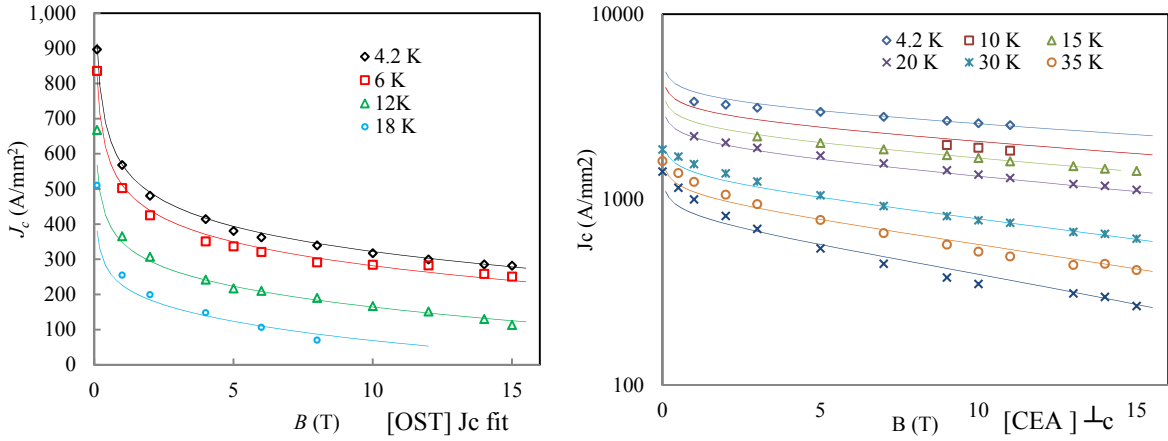 1,000
900
800
700
600
500
400
300
200
100
0
Jc (A/mm²)
4.2 K
6 K
12K
18 K
0 5 10 15
B (T) [OST] Jc fit
10000
1000
100
Jc (A/mm2)
4.2 K 10 K 15 K
20 K 30 K 35 K
0 5 10 15
B (T) [CEA ] ⊥c